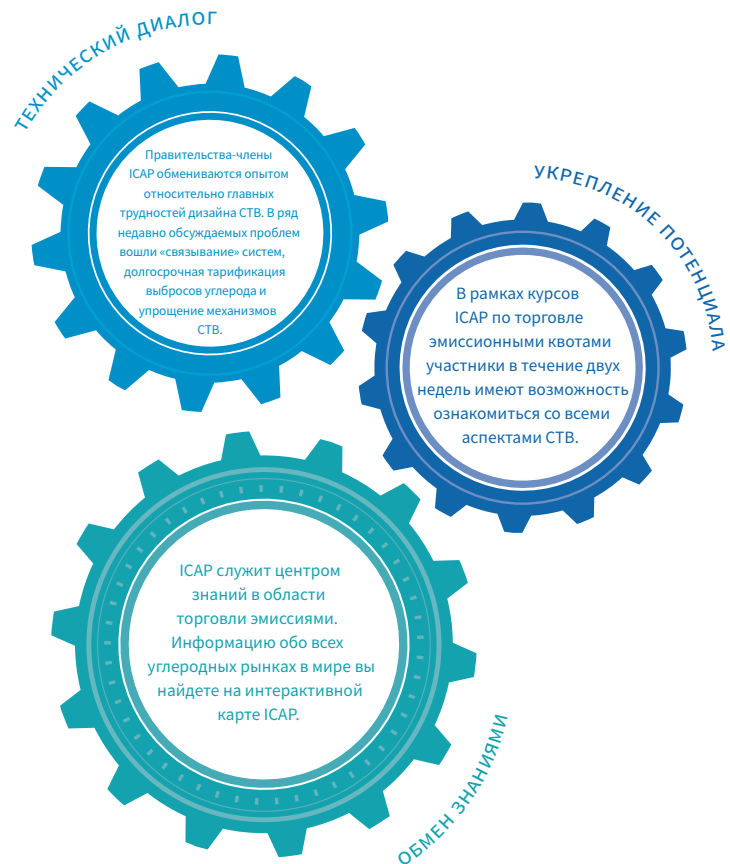 ТЕХНИЧЕСКИЙ ДИАЛОГ
Правительства-члены
ICAP обмениваются опытом
относительно главных
трудностей дизайна СТВ. В ряд
недавно обсуждаемых проблем
вошли «связывание» систем,
долгосрочная тарификация
выбросов углерода и
упрощение механизмов
СТВ.
УКРЕПЛЕНИЕ ПОТЕНЦИАЛА
В рамках курсов
ICAP по торговле
эмиссионными квотами
участники в течение двух
недель имеют возможность
ознакомиться со всеми
аспектами СТВ.
ICAP служит центром
знаний в области
торговли эмиссиями.
Информацию обо всех
углеродных рынках в мире вы
найдете на интерактивной
карте ICAP.
ОБМЕН ЗНАНИЯМИ